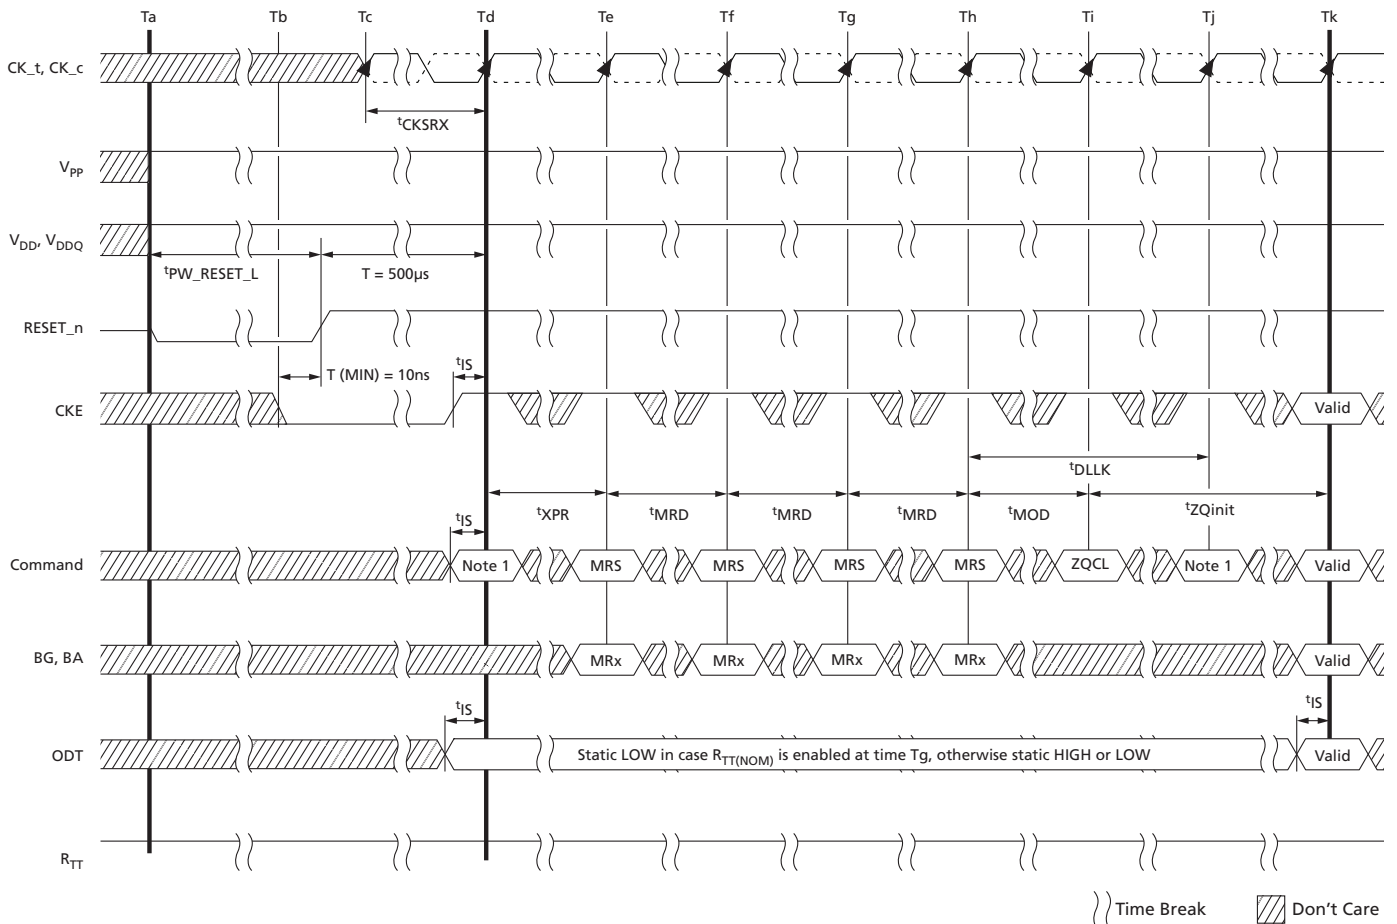 Ta Tb Tc Td Te Tf Tg Th Ti Tj Tk
CK_t, CK_c
tCKSRX
VPP
VDD, VDDQ
tPW_RESET_L T = 500μs
RESET_n
T (MIN) = 10ns tIS
CKE Valid
tDLLK
tXPR tMRD tMRD tMRD tMOD tZQinit
tIS
Command Note 1 MRS MRS MRS MRS ZQCL Note 1 Valid
BG, BA MRx MRx MRx MRx Valid
tIS tIS
ODT Static LOW in case RTT(NOM) is enabled at time Tg, otherwise static HIGH or LOW Valid
RTT
Time Break Don't Care